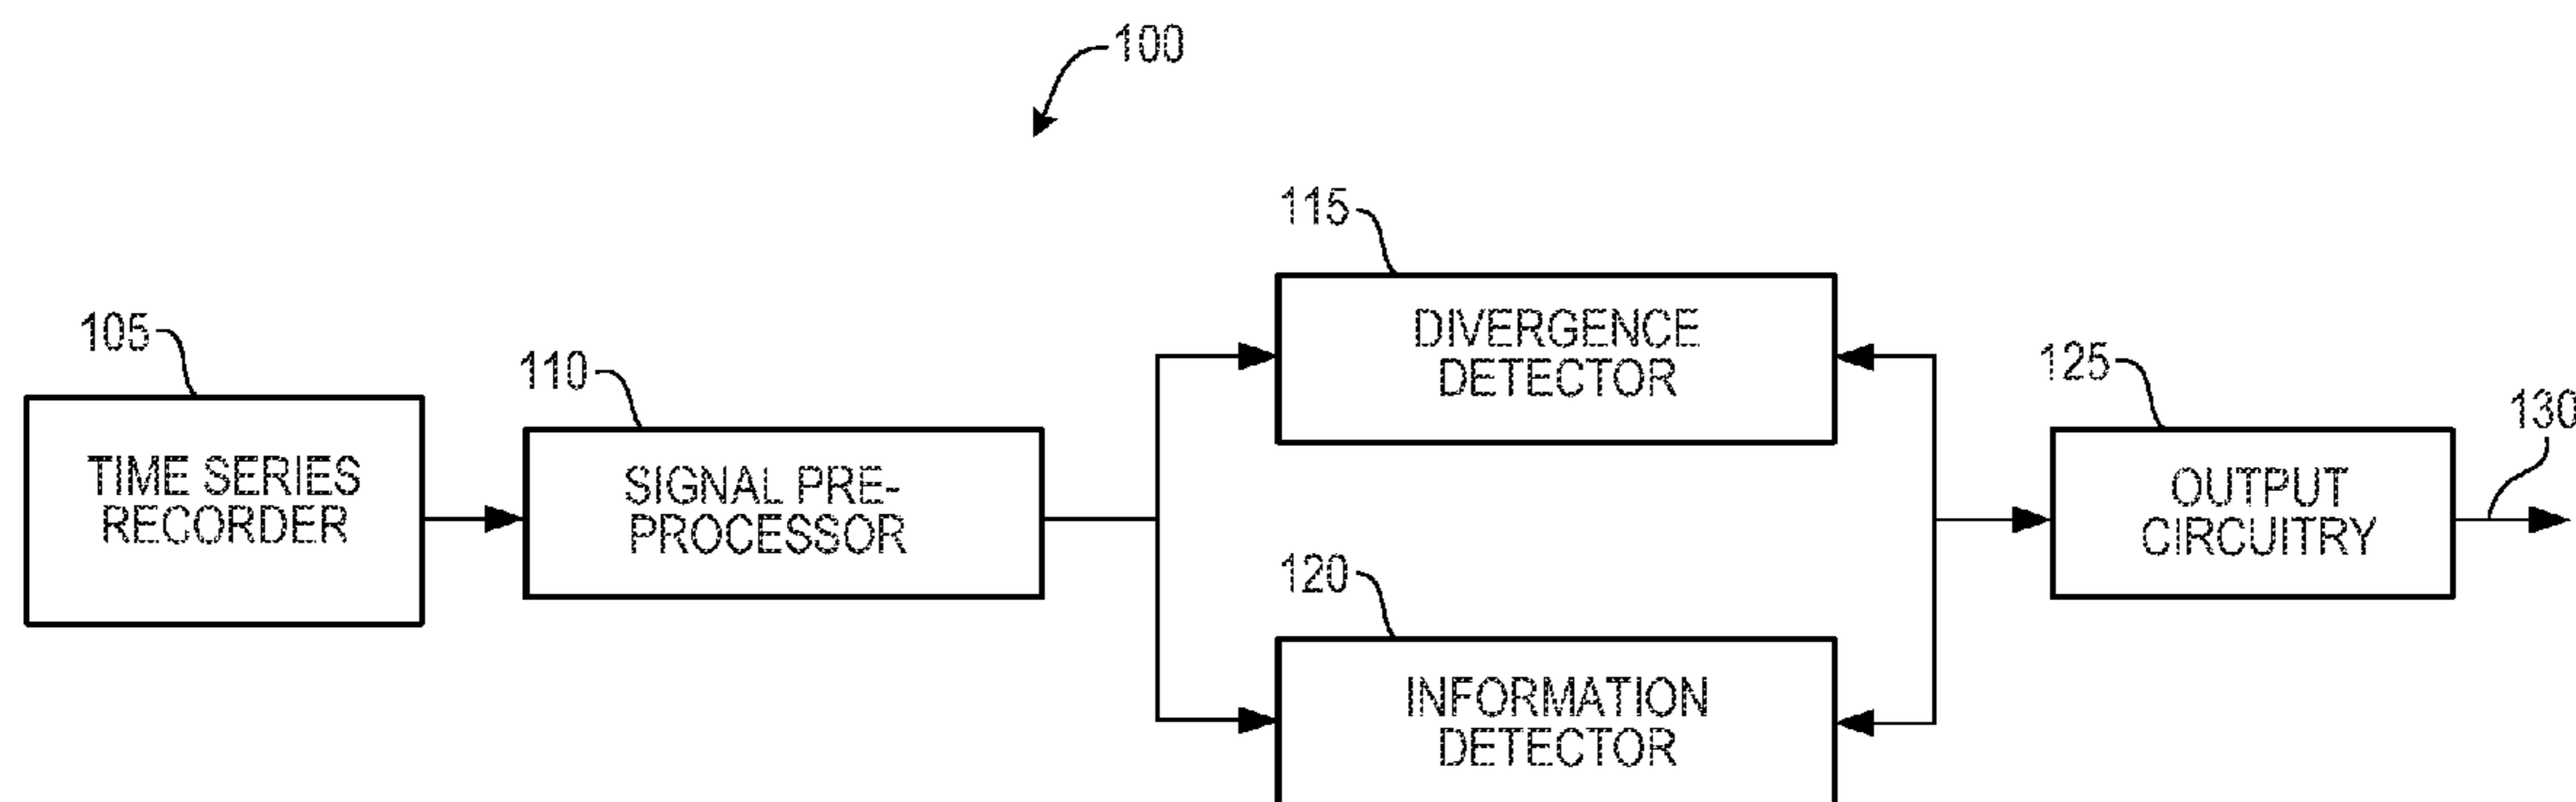 100
115
105
110
DIVERGENCE
DETECTOR
125
130
TIME SERIES
RECORDER
SIGNAL PRE-
PROCESSOR
OUTPUT
CIRCUITRY
120
INFORMATION
DETECTOR